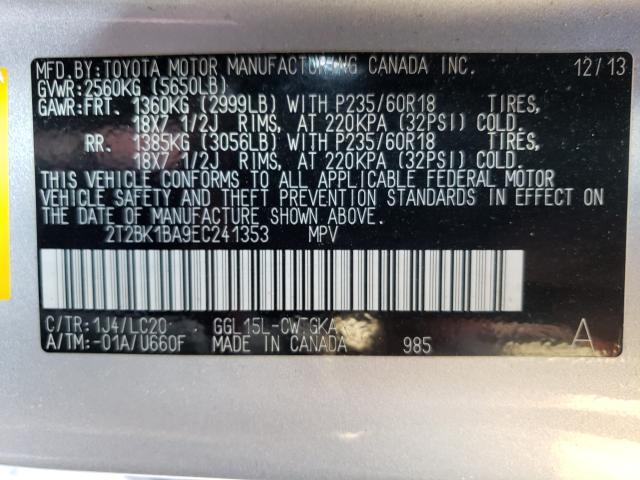 MFD.BY:TOYOTA MOTOR MANUFACTURING CANADA INC. 12/13
GVWR:2560KG (5650LB)
GAWR:FRT. 1360KG (2999LB) WITH P235/60R18 TIRES,
18X7 1/2J RIMS, AT 220KPA (32PSI) COLD.
RR. 1385KG (3056LB) WITH P235/60R18 TIRES,
18X7 1/2J RIMS, AT 220KPA (32PSI) COLD.
THIS VEHICLE CONFORMS TO ALL APPLICABLE FEDERAL MOTOR
VEHICLE SAFETY AND THEFT PREVENTION STANDARDS IN EFFECT ON
THE DATE OF MANUFACTURE SHOWN ABOVE.
2T2BK1BA9EC241353 MPV
C/TR:1J4/LC20 GGL15L-CWTGKA A
A/TM:-01A/U660F MADE IN CANADA 985